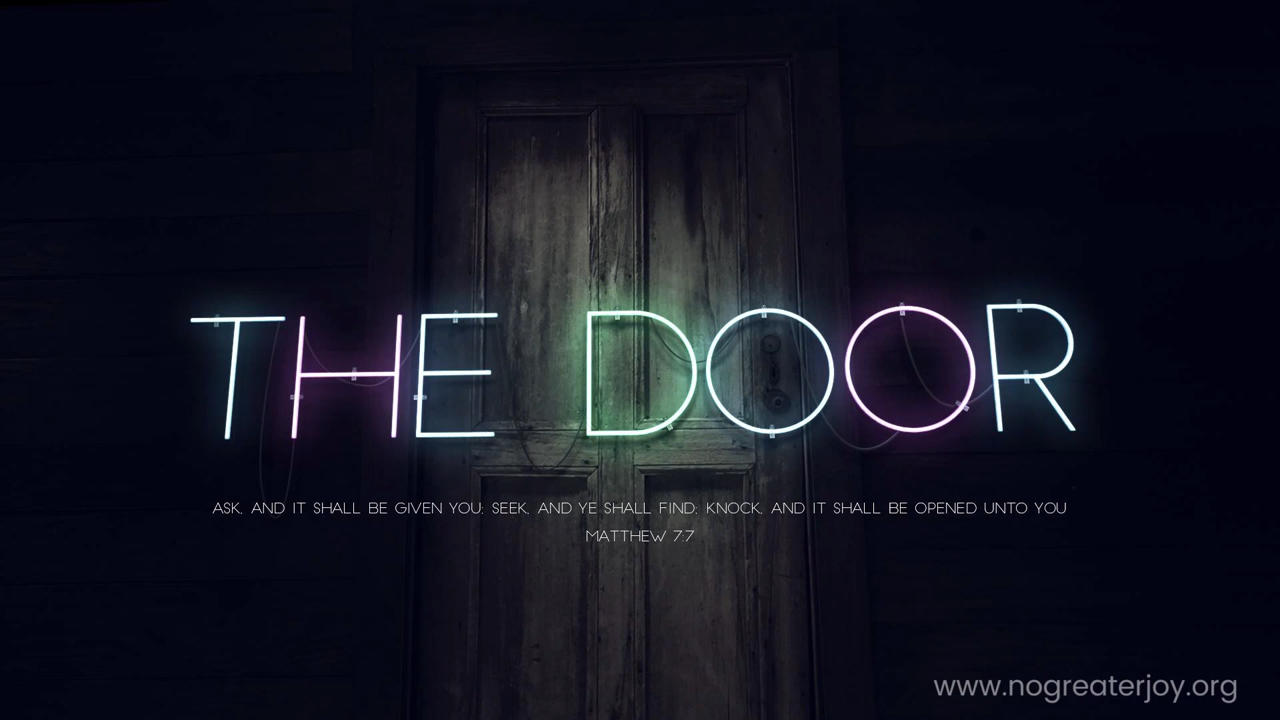 THE DOOR
ASK, AND IT SHALL BE GIVEN YOU; SEEK, AND YE SHALL FIND; KNOCK, AND IT SHALL BE OPENED UNTO YOU
MATTHEW 7:7
www.nogreaterjoy.org